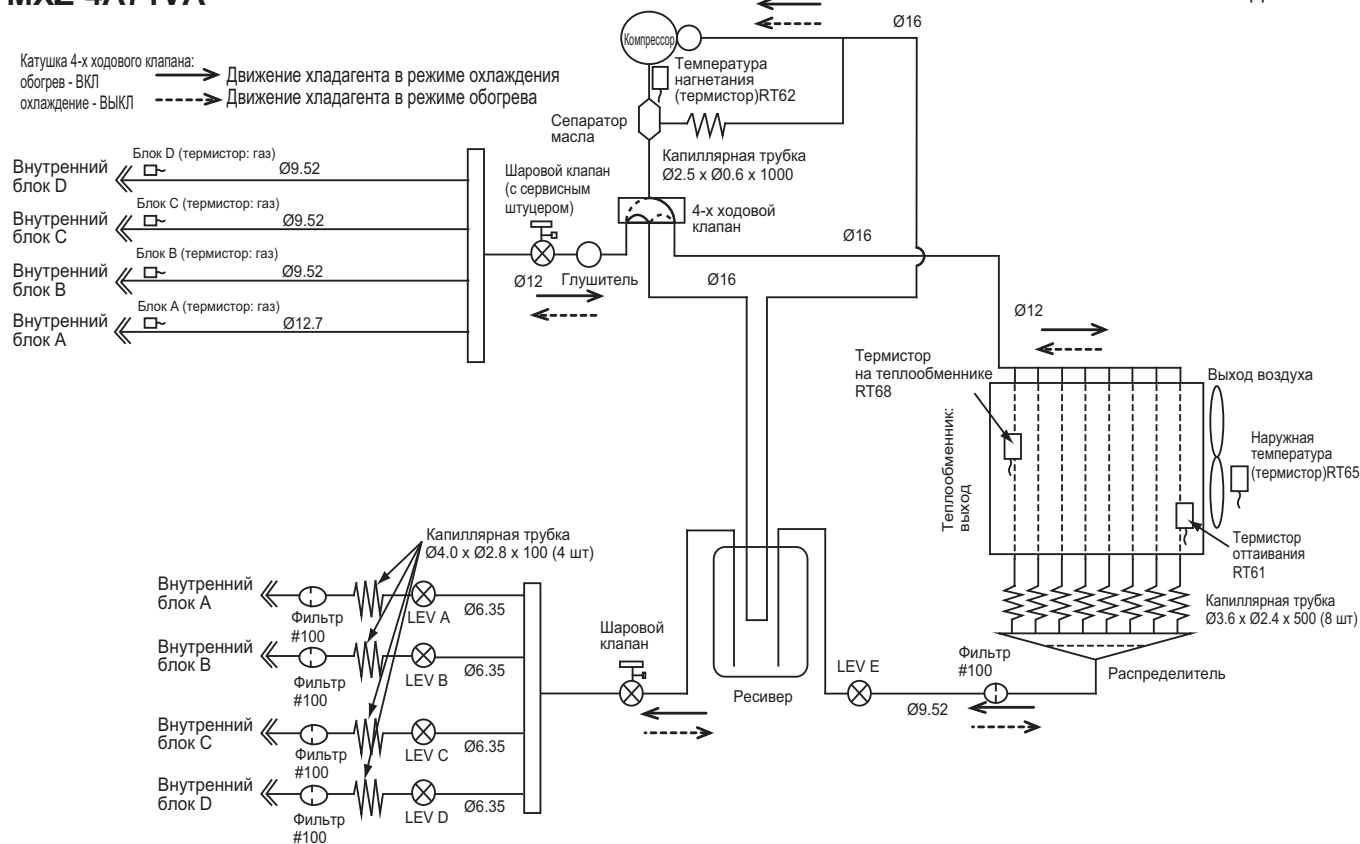 Ø16
Компрессор
Катушка 4-х ходового клапана:
обогрев - ВКЛ
охлаждение - ВЫКЛ
Движение хладагента в режиме охлаждения
Движение хладагента в режиме обогрева
Температура
нагнетания
(термистор)RT62
Сепаратор
масла
Капиллярная трубка
Ø2.5 x Ø0.6 x 1000
Внутренний
блок D
Блок D (термистор: газ)
Ø9.52
Внутренний
блок C
Блок C (термистор: газ)
Ø9.52
Внутренний
блок B
Блок B (термистор: газ)
Ø9.52
Внутренний
блок A
Блок A (термистор: газ)
Ø12.7
Шаровой клапан
(с сервисным
штуцером)
4-х ходовой
клапан
Ø16
Ø12
Глушитель
Ø16
Ø12
Термистор
на теплообменнике
RT68
Выход воздуха
Теплообменник:
выход
Наружная
температура
(термистор)RT65
Термистор
оттаивания
RT61
Капиллярная трубка
Ø3.6 x Ø2.4 x 500 (8 шт)
Распределитель
Фильтр
#100
Ø9.52
LEV E
Ресивер
Шаровой
клапан
Капиллярная трубка
Ø4.0 x Ø2.8 x 100 (4 шт)
Внутренний
блок A
Фильтр
#100
LEV A
Ø6.35
Внутренний
блок B
Фильтр
#100
LEV B
Ø6.35
Внутренний
блок C
Фильтр
#100
LEV C
Ø6.35
Внутренний
блок D
Фильтр
#100
LEV D
Ø6.35